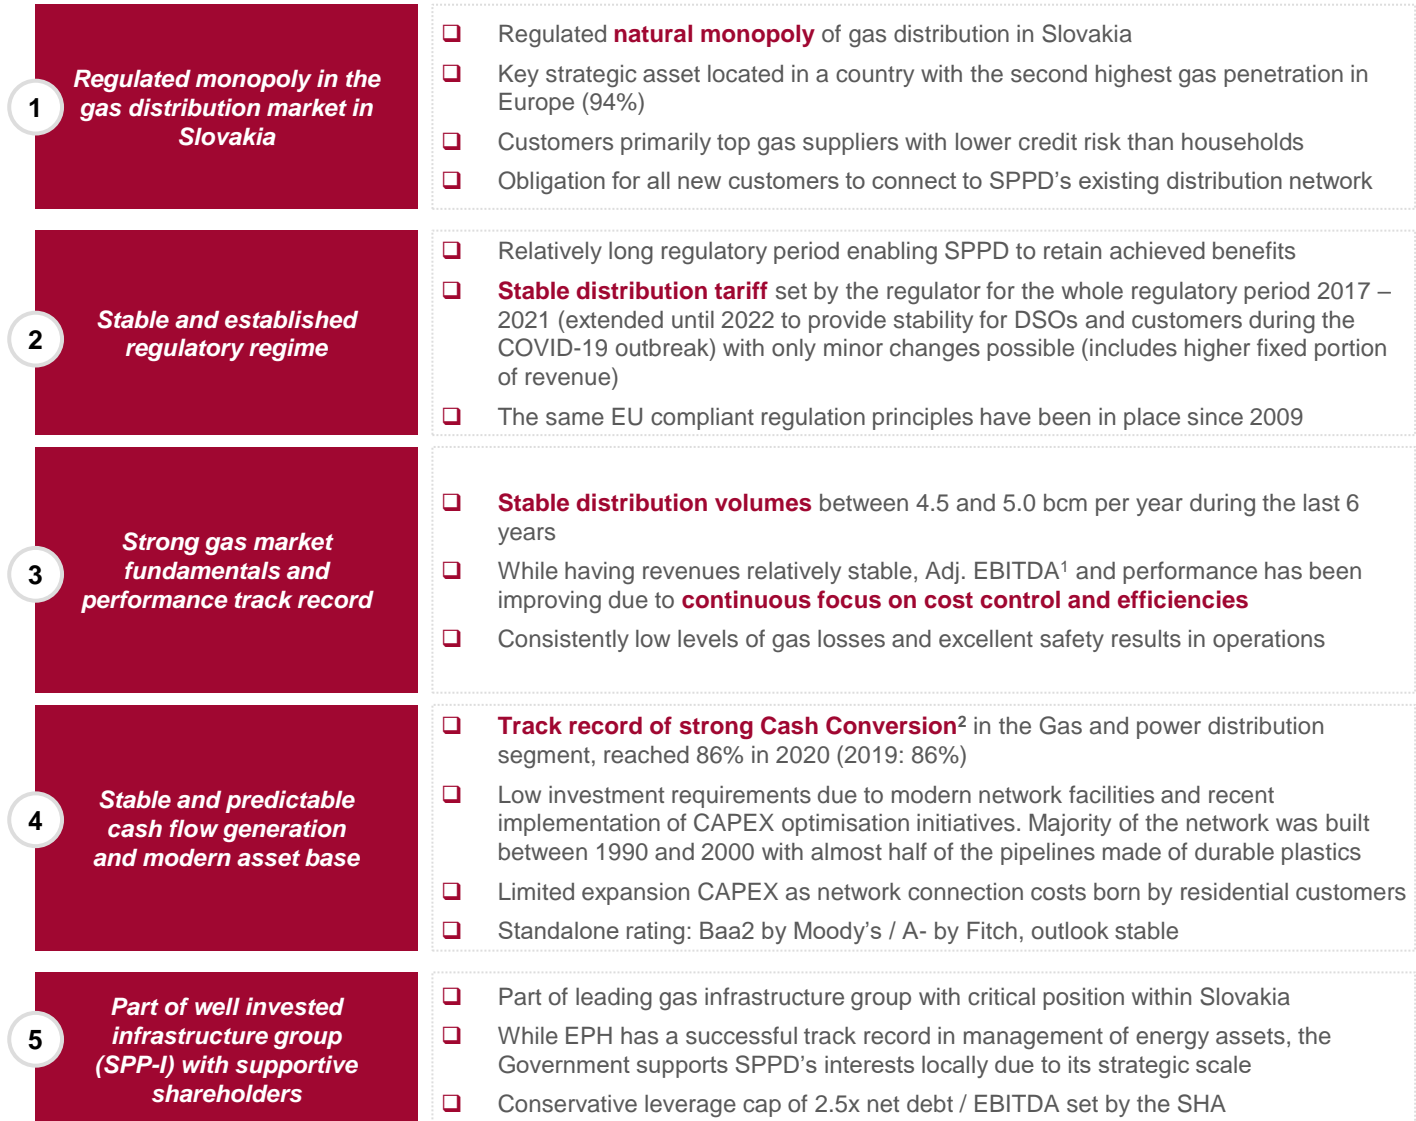 1
Regulated monopoly in the
gas distribution market in
Slovakia
❑ Regulated natural monopoly of gas distribution in Slovakia
❑ Key strategic asset located in a country with the second highest gas penetration in
Europe (94%)
❑ Customers primarily top gas suppliers with lower credit risk than households
❑ Obligation for all new customers to connect to SPPD’s existing distribution network
2
Stable and established
regulatory regime
❑ Relatively long regulatory period enabling SPPD to retain achieved benefits
❑ Stable distribution tariff set by the regulator for the whole regulatory period 2017 –
2021 (extended until 2022 to provide stability for DSOs and customers during the
COVID-19 outbreak) with only minor changes possible (includes higher fixed portion
of revenue)
❑ The same EU compliant regulation principles have been in place since 2009
3
Strong gas market
fundamentals and
performance track record
❑ Stable distribution volumes between 4.5 and 5.0 bcm per year during the last 6
years
❑ While having revenues relatively stable, Adj. EBITDA¹ and performance has been
improving due to continuous focus on cost control and efficiencies
❑ Consistently low levels of gas losses and excellent safety results in operations
4
Stable and predictable
cash flow generation
and modern asset base
❑ Track record of strong Cash Conversion² in the Gas and power distribution
segment, reached 86% in 2020 (2019: 86%)
❑ Low investment requirements due to modern network facilities and recent
implementation of CAPEX optimisation initiatives. Majority of the network was built
between 1990 and 2000 with almost half of the pipelines made of durable plastics
❑ Limited expansion CAPEX as network connection costs born by residential customers
❑ Standalone rating: Baa2 by Moody’s / A- by Fitch, outlook stable
5
Part of well invested
infrastructure group
(SPP-I) with supportive
shareholders
❑ Part of leading gas infrastructure group with critical position within Slovakia
❑ While EPH has a successful track record in management of energy assets, the
Government supports SPPD’s interests locally due to its strategic scale
❑ Conservative leverage cap of 2.5x net debt / EBITDA set by the SHA